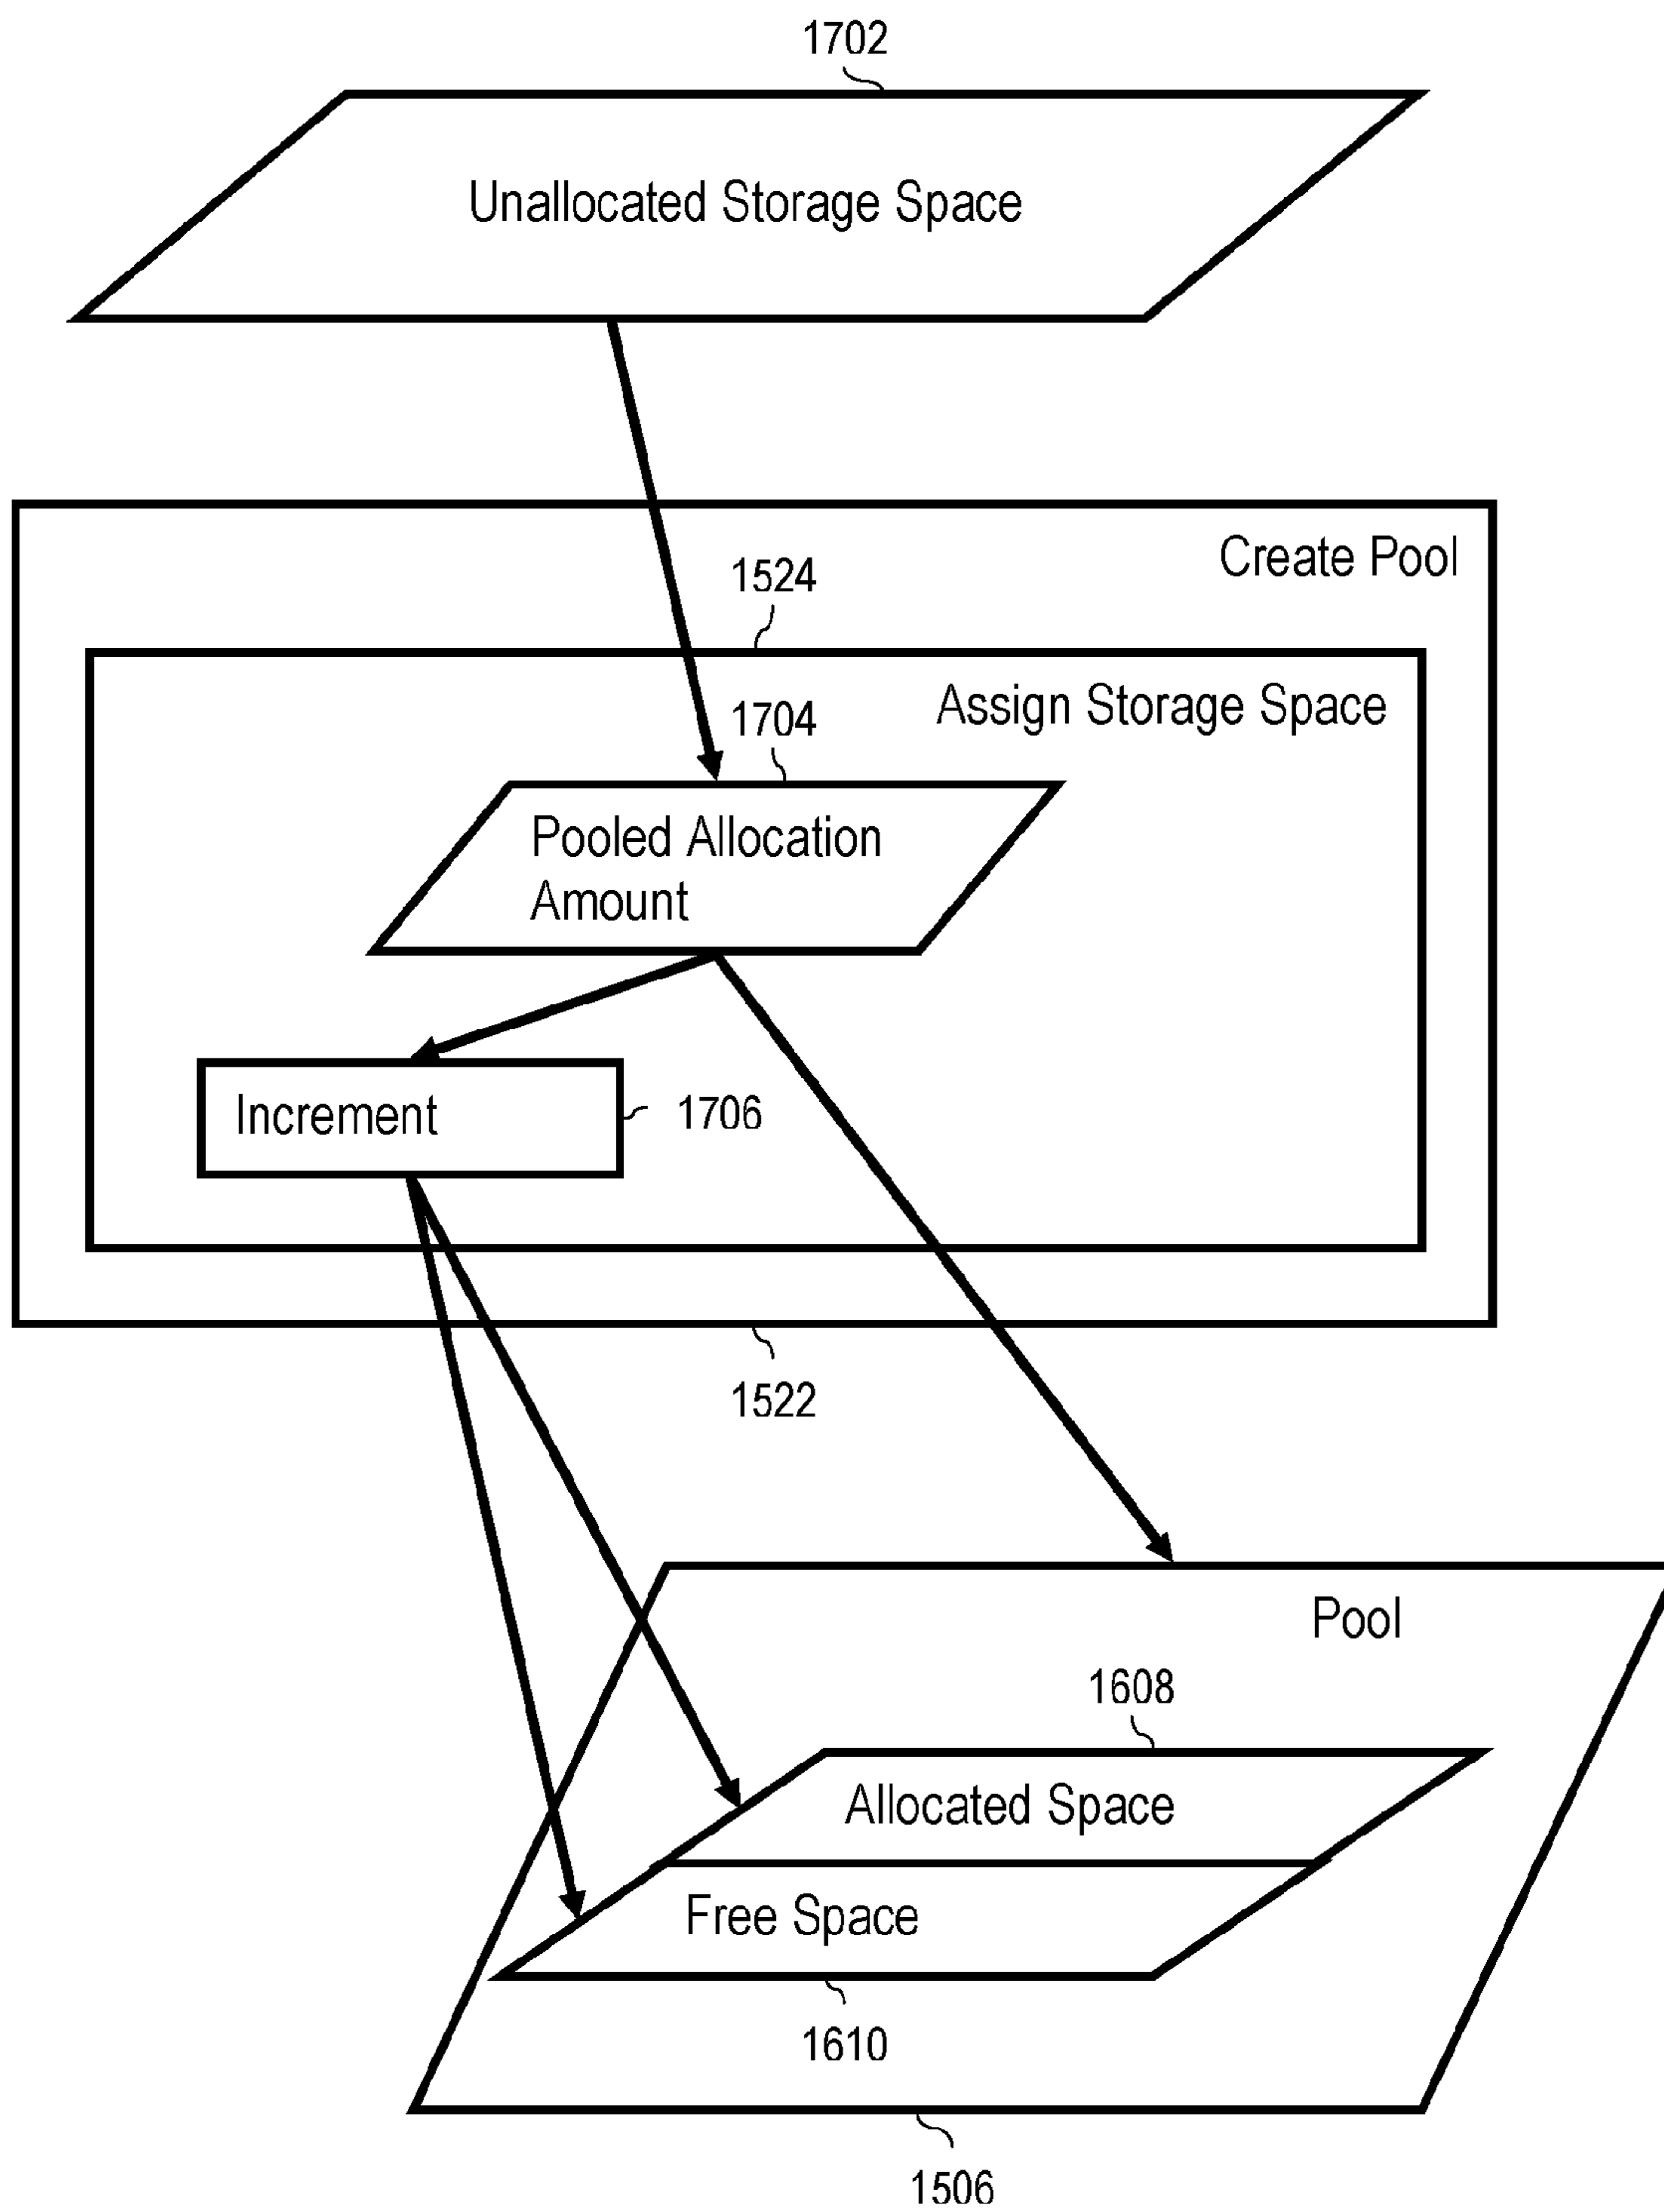 1702
Unallocated Storage Space
Create Pool
1524
Assign Storage Space
1704
Pooled Allocation
Amount
Increment
1706
1522
Pool
1608
Allocated Space
Free Space
1610
1506